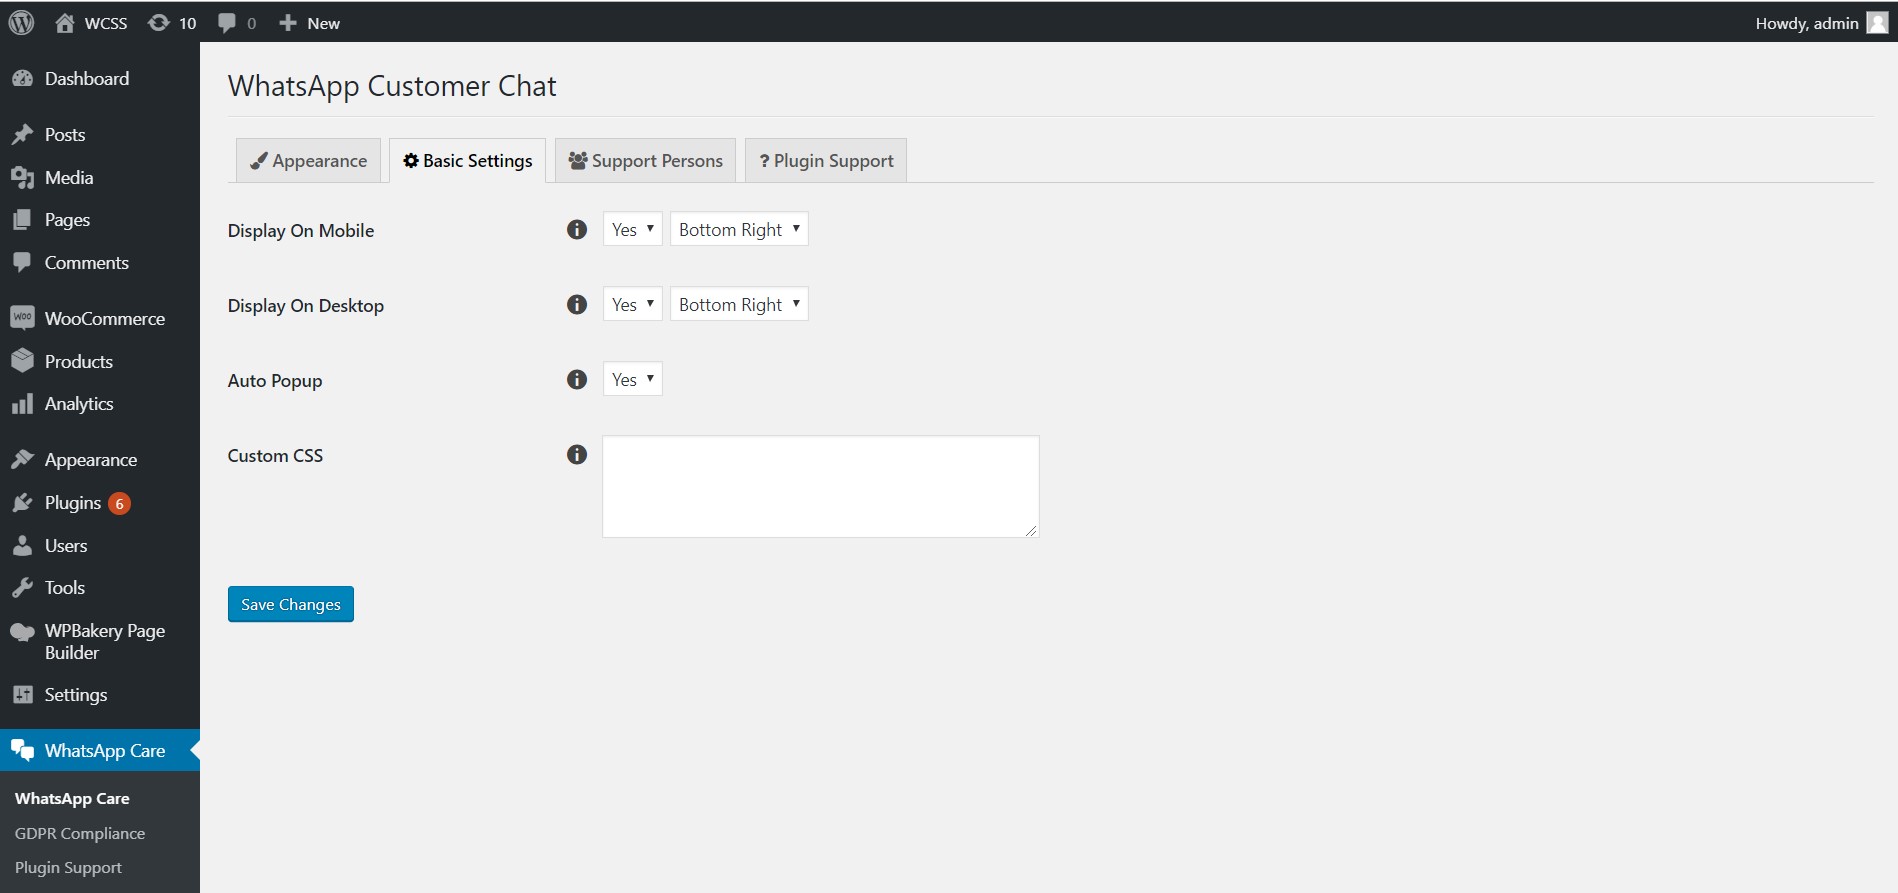 WCSS 10 0 New Howdy, admin
Dashboard
Posts
Media
Pages
Comments
WOO WooCommerce
Products
Analytics
Appearance
Plugins 6
Users
Tools
WPBakery Page
Builder
Settings
WhatsApp Care
WhatsApp Care
GDPR Compliance
Plugin Support
WhatsApp Customer Chat
Appearance Basic Settings Support Persons ? Plugin Support
Display On Mobile Yes Bottom Right
Display On Desktop Yes Bottom Right
Auto Popup Yes
Custom CSS
Save Changes